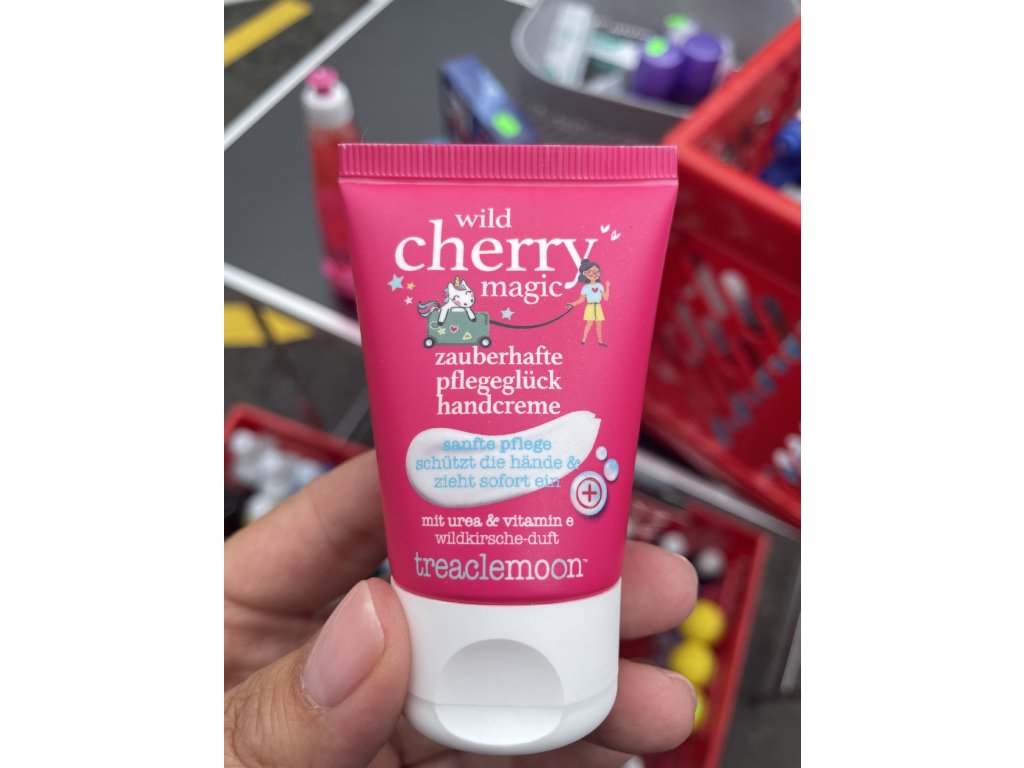 wild
cherry
magic
zauberhafte
pflegeglück
handcreme
sanfte pflege
schützt die hände &
zieht sofort ein
mit urea & vitamin e
wildkirsche-duft
treaclemoon™